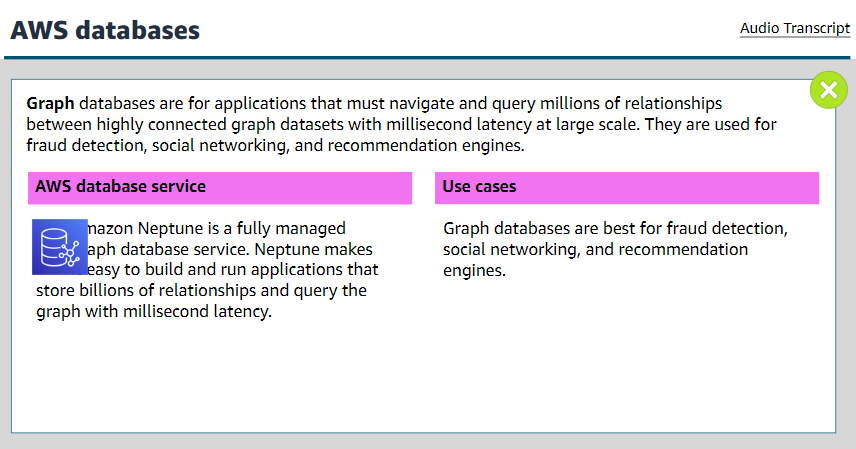 AWS databases
Audio Transcript
Graph databases are for applications that must navigate and query millions of relationships
between highly connected graph datasets with millisecond latency at large scale. They are used for
fraud detection, social networking, and recommendation engines.
AWS database service
mazon Neptune is a fully managed
aph database service. Neptune makes
easy to build and run applications that
store billions of relationships and query the
graph with millisecond latency.
Use cases
Graph databases are best for fraud detection,
social networking, and recommendation
engines.